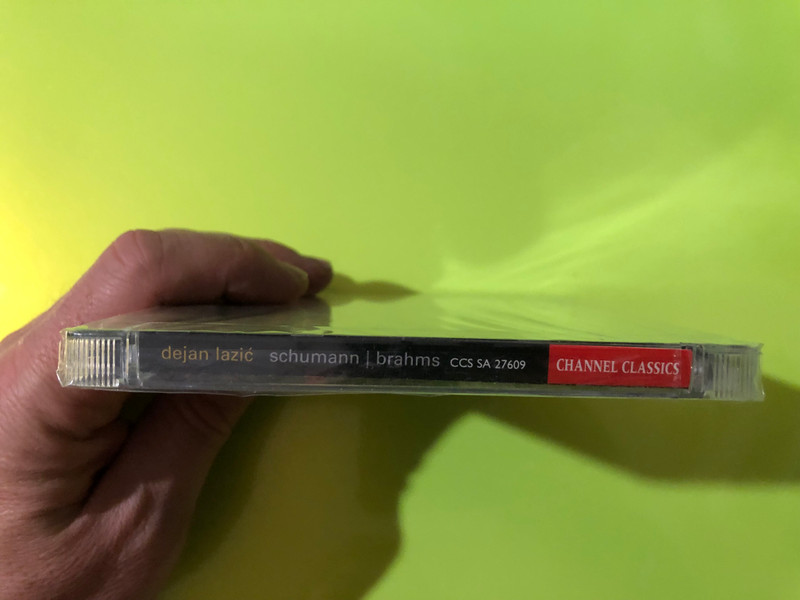 dejan lazić schumann | brahms CCS SA 27609 CHANNEL CLASSICS